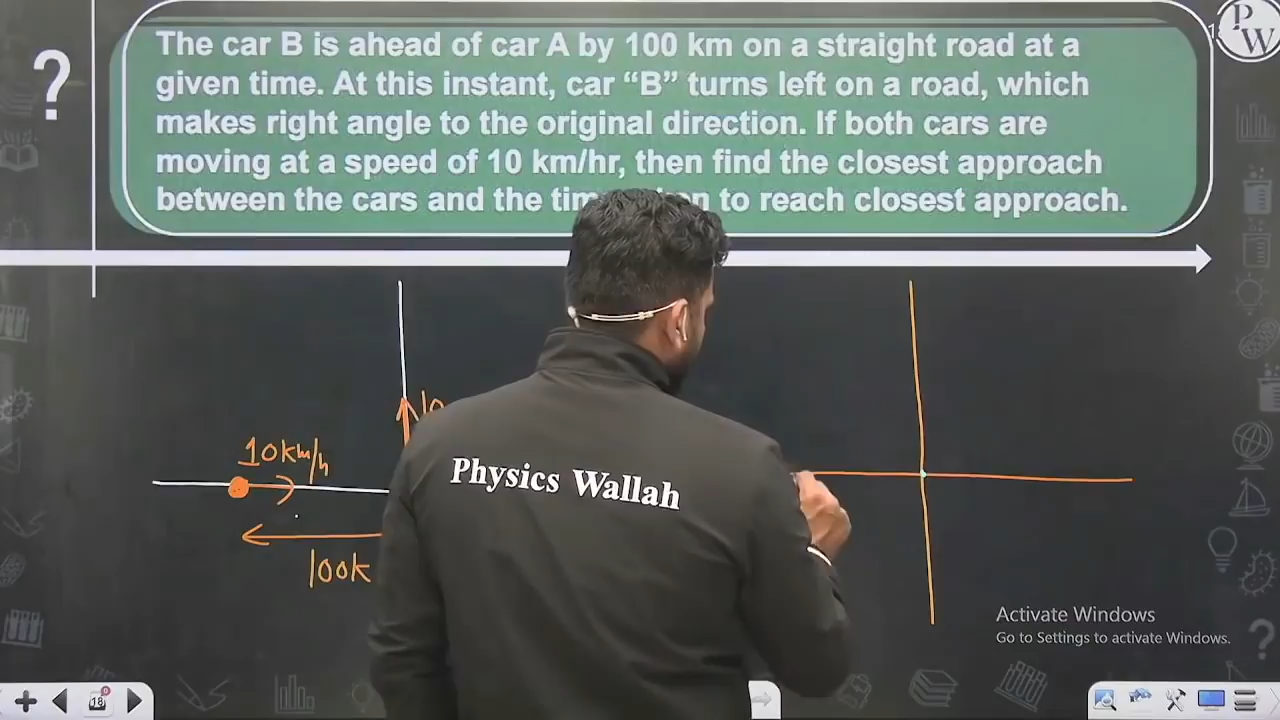 The car B is ahead of car A by 100 km on a straight road at a
given time. At this instant, car “B” turns left on a road, which
makes right angle to the original direction. If both cars are
moving at a speed of 10 km/hr, then find the closest approach
between the cars and the to reach closest approach.
?
P
W
10
10km/h
100k
Physics Wallah
Activate Windows
Go to Settings to activate Windows.
18